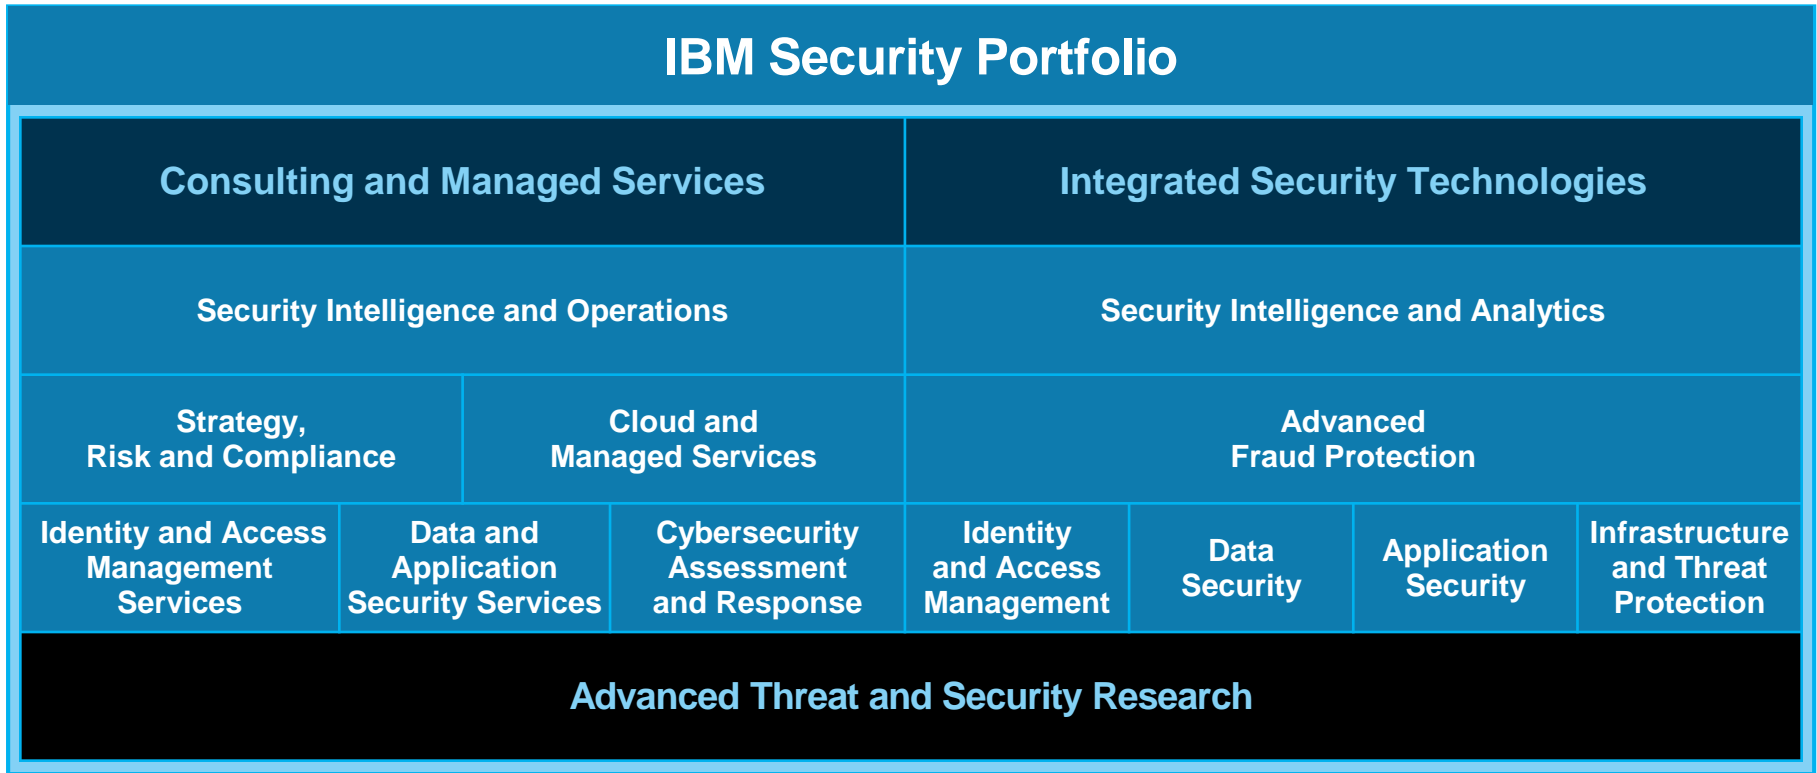 IBM Security Portfolio
Consulting and Managed Services
Integrated Security Technologies
Security Intelligence and Operations
Security Intelligence and Analytics
Strategy,
Risk and Compliance
Cloud and
Managed Services
Advanced
Fraud Protection
Identity and Access
Management
Services
Data and
Application
Security Services
Cybersecurity
Assessment
and Response
Identity
and Access
Management
Data
Security
Application
Security
Infrastructure
and Threat
Protection
Advanced Threat and Security Research